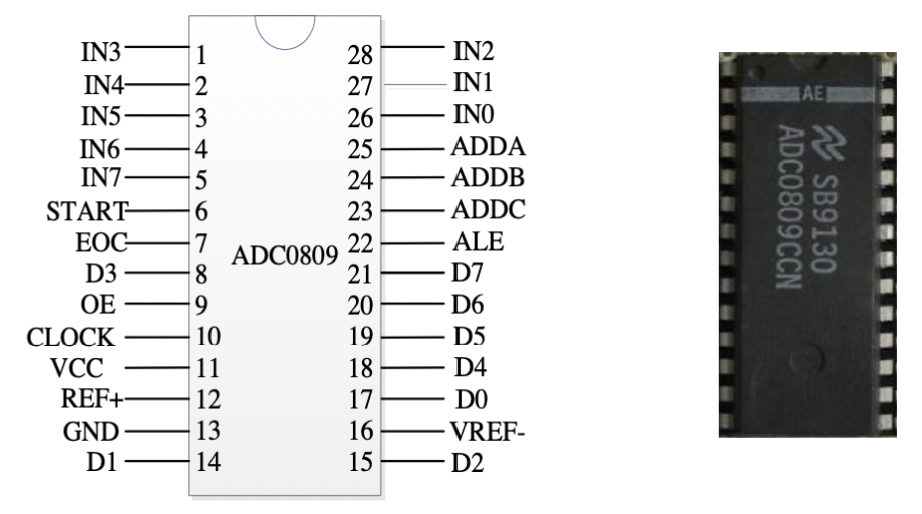 IN3 1 28 IN2
IN4 2 27 IN1
IN5 3 26 IN0
IN6 4 25 ADDA
IN7 5 24 ADDB
START 6 23 ADDC
EOC 7 22 ALE
ADC0809
D3 8 21 D7
OE 9 20 D6
CLOCK 10 19 D5
VCC 11 18 D4
REF+ 12 17 D0
GND 13 16 VREF-
D1 14 15 D2
AE
SB9130
ADC0809CCN